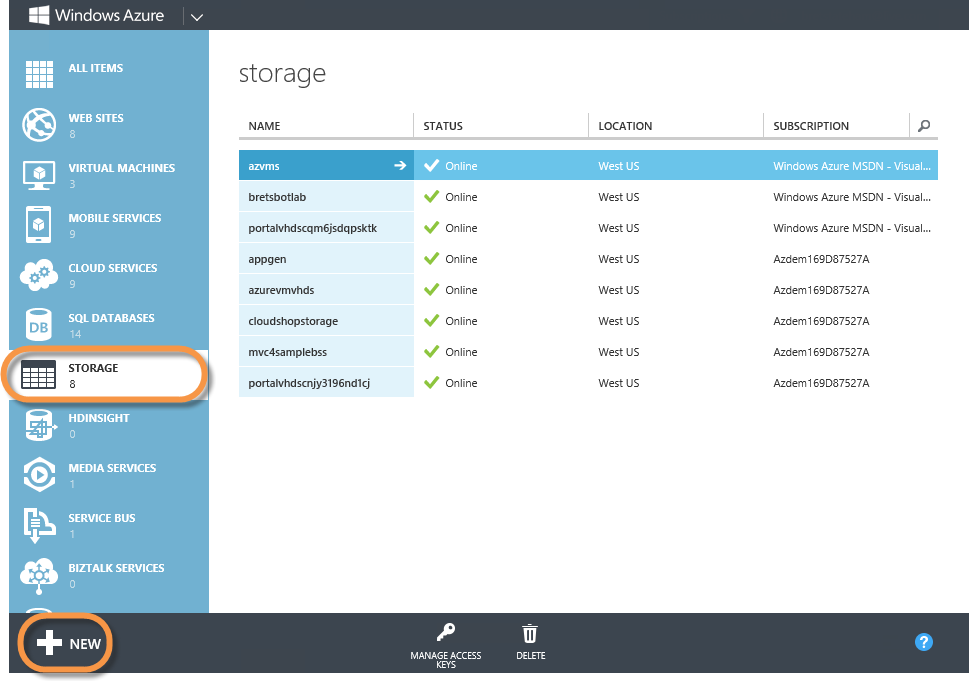 Windows Azure
ALL ITEMS
WEB SITES
8
VIRTUAL MACHINES
3
MOBILE SERVICES
9
CLOUD SERVICES
9
SQL DATABASES
14
DB
STORAGE
8
HDINSIGHT
0
MEDIA SERVICES
1
SERVICE BUS
1
BIZTALK SERVICES
0
storage
NAME STATUS LOCATION SUBSCRIPTION
azvms Online West US Windows Azure MSDN - Visual...
bretsbotlab Online West US Windows Azure MSDN - Visual...
portalvhdscqm6jsdqpsktk Online West US Windows Azure MSDN - Visual...
appgen Online West US Azdem169D87527A
azurevmvhds Online West US Azdem169D87527A
cloudshopstorage Online West US Azdem169D87527A
mvc4samplebss Online West US Azdem169D87527A
portalvhdscnjy3196nd1cj Online West US Azdem169D87527A
NEW
MANAGE ACCESS
KEYS
DELETE
?